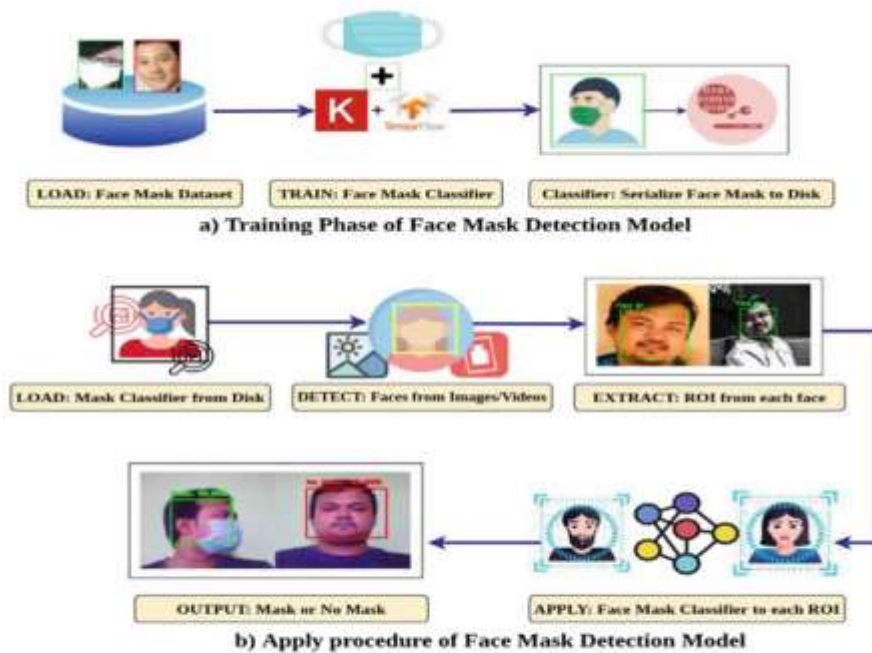 K
+
LOAD: Face Mask Dataset
TRAIN: Face Mask Classifier
Classifier: Serialize Face Mask to Disk
a) Training Phase of Face Mask Detection Model
LOAD: Mask Classifier from Disk
DETECT: Faces from Images/Videos
EXTRACT: ROI from each face
OUTPUT: Mask or No Mask
APPLY: Face Mask Classifier to each ROI
b) Apply procedure of Face Mask Detection Model